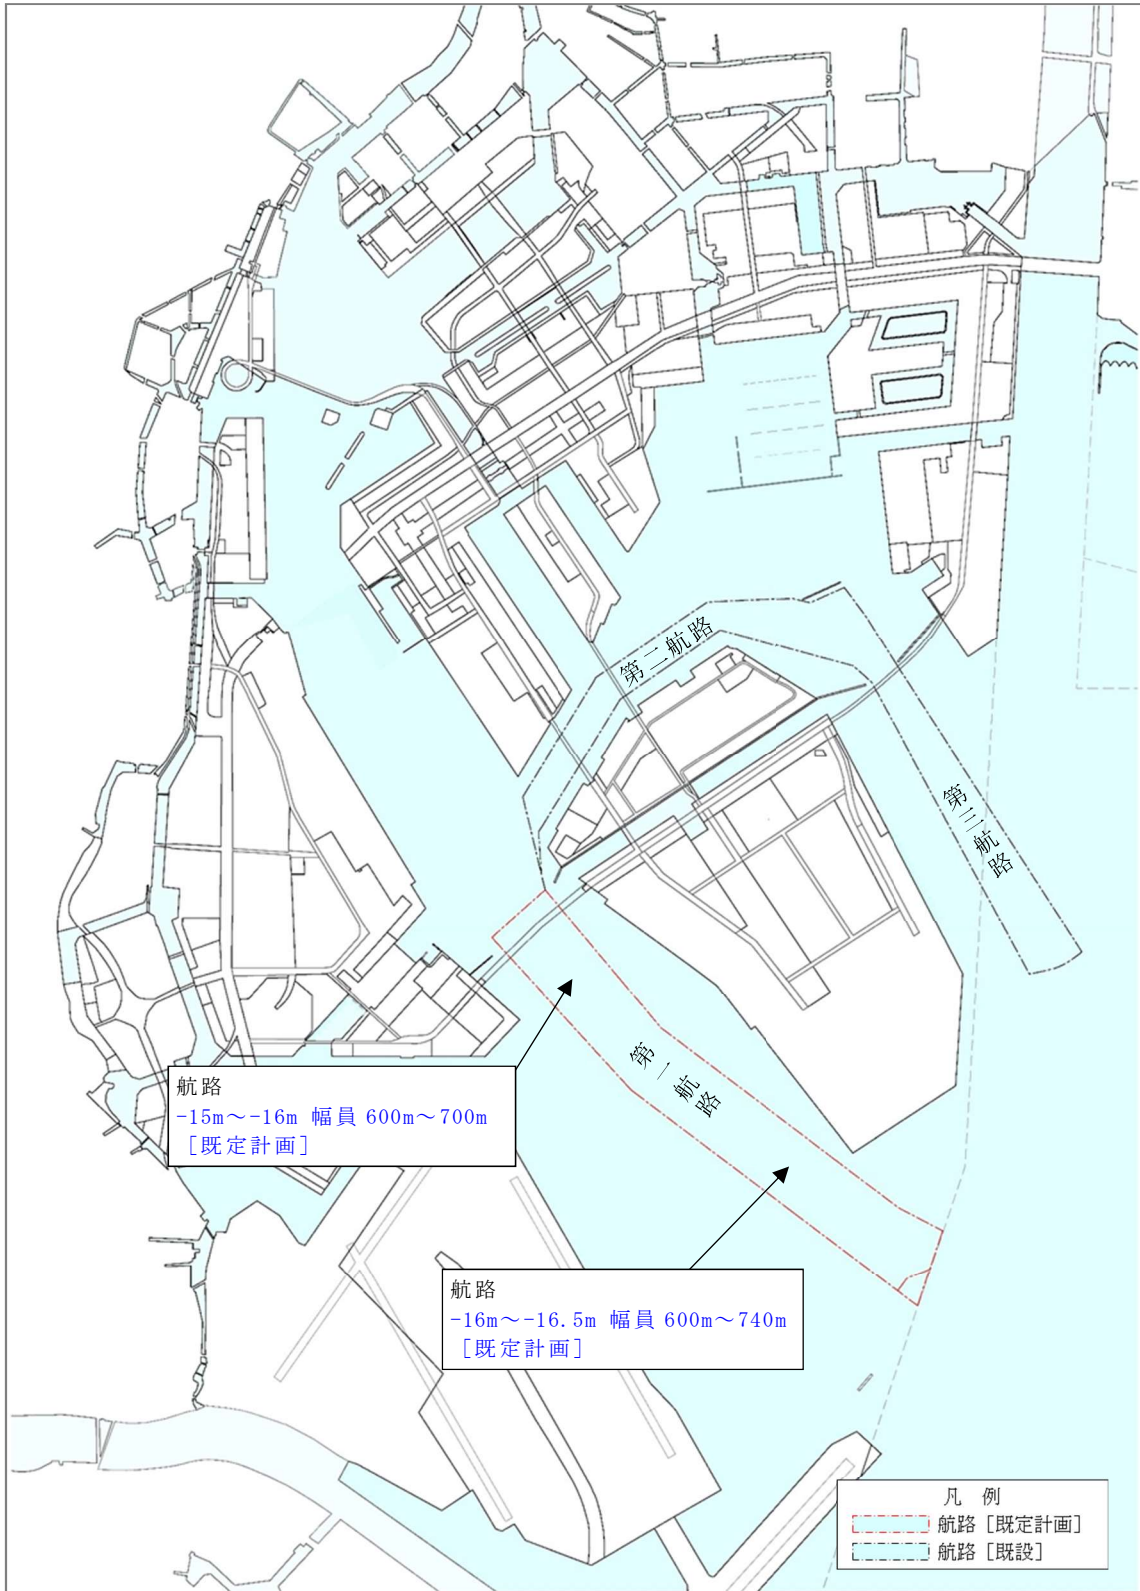 第二航路
第三航路
第一航路
航路
-15m～-16m 幅員 600m～700m
［既定計画］
航路
-16m～-16.5m 幅員 600m～740m
［既定計画］
凡 例
航路［既定計画］
航路［既設］